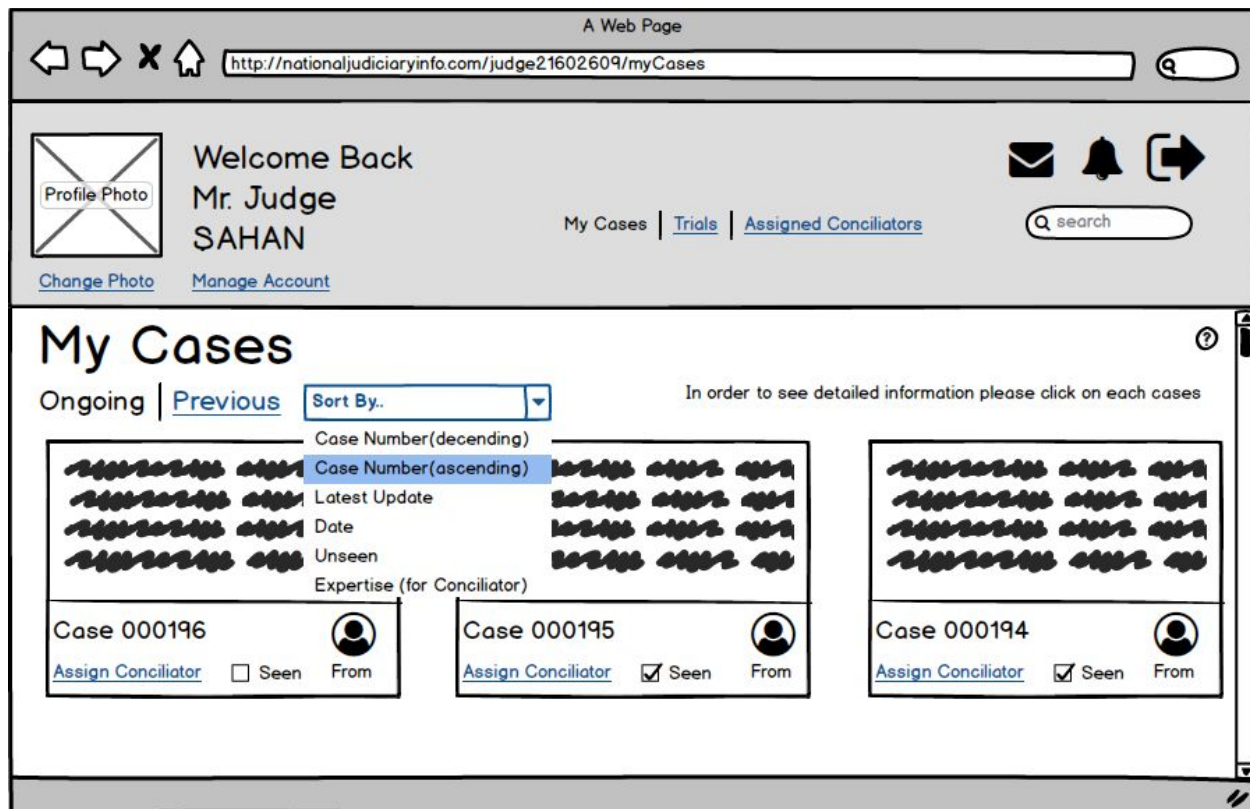 A Web Page
http://nationaljudiciaryinfo.com/judge21602609/myCases
Profile Photo
Welcome Back
Mr. Judge
SAHAN
My Cases | Trials | Assigned Conciliators
search
Change Photo
Manage Account
My Cases
?
Ongoing | Previous
Sort By..
In order to see detailed information please click on each cases
Case Number(decending)
Case Number(ascending)
Latest Update
Date
Unseen
Expertise (for Conciliator)
Case 000196
Assign Conciliator
Seen
From
Case 000195
Assign Conciliator
Seen
From
Case 000194
Assign Conciliator
Seen
From